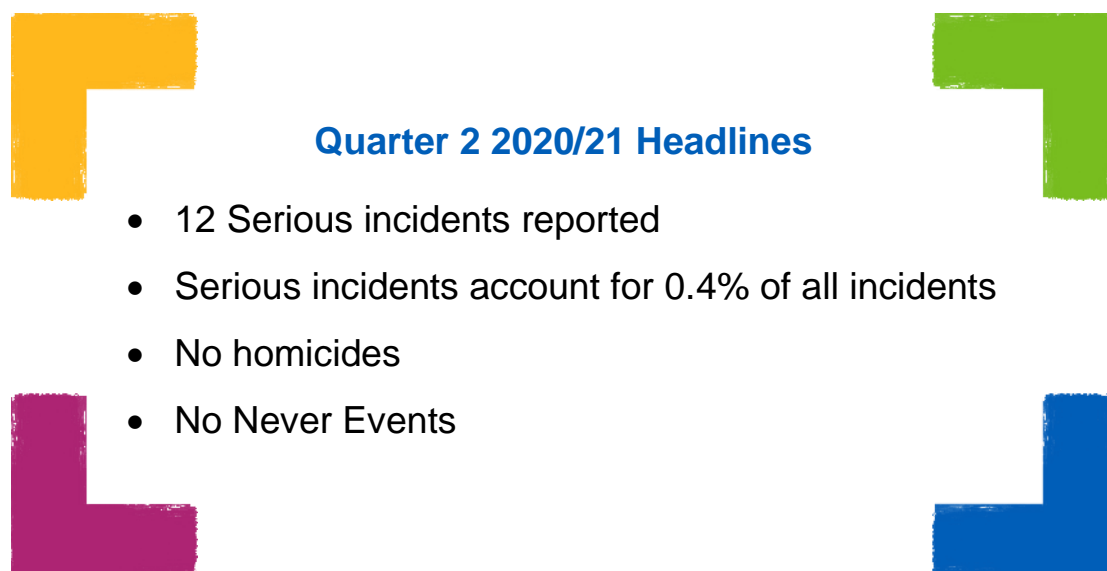 Quarter 2 2020/21 Headlines
• 12 Serious incidents reported
• Serious incidents account for 0.4% of all incidents
• No homicides
• No Never Events